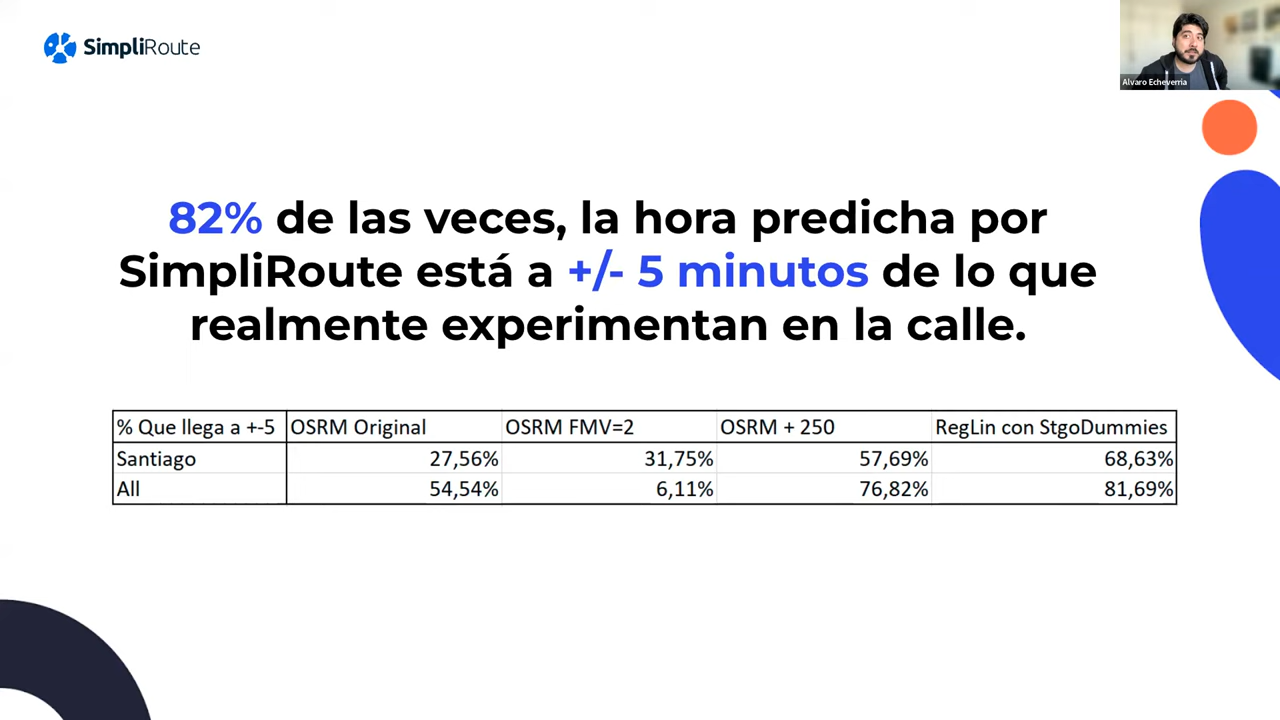 SimpliRoute
Alvaro Echeverria
82% de las veces, la hora predicha por
SimpliRoute está a +/- 5 minutos de lo que
realmente experimentan en la calle.
% Que llega a +-5 OSRM Original OSRM FMV=2 OSRM + 250 RegLin con StgoDummies
Santiago 27,56% 31,75% 57,69% 68,63%
All 54,54% 6,11% 76,82% 81,69%